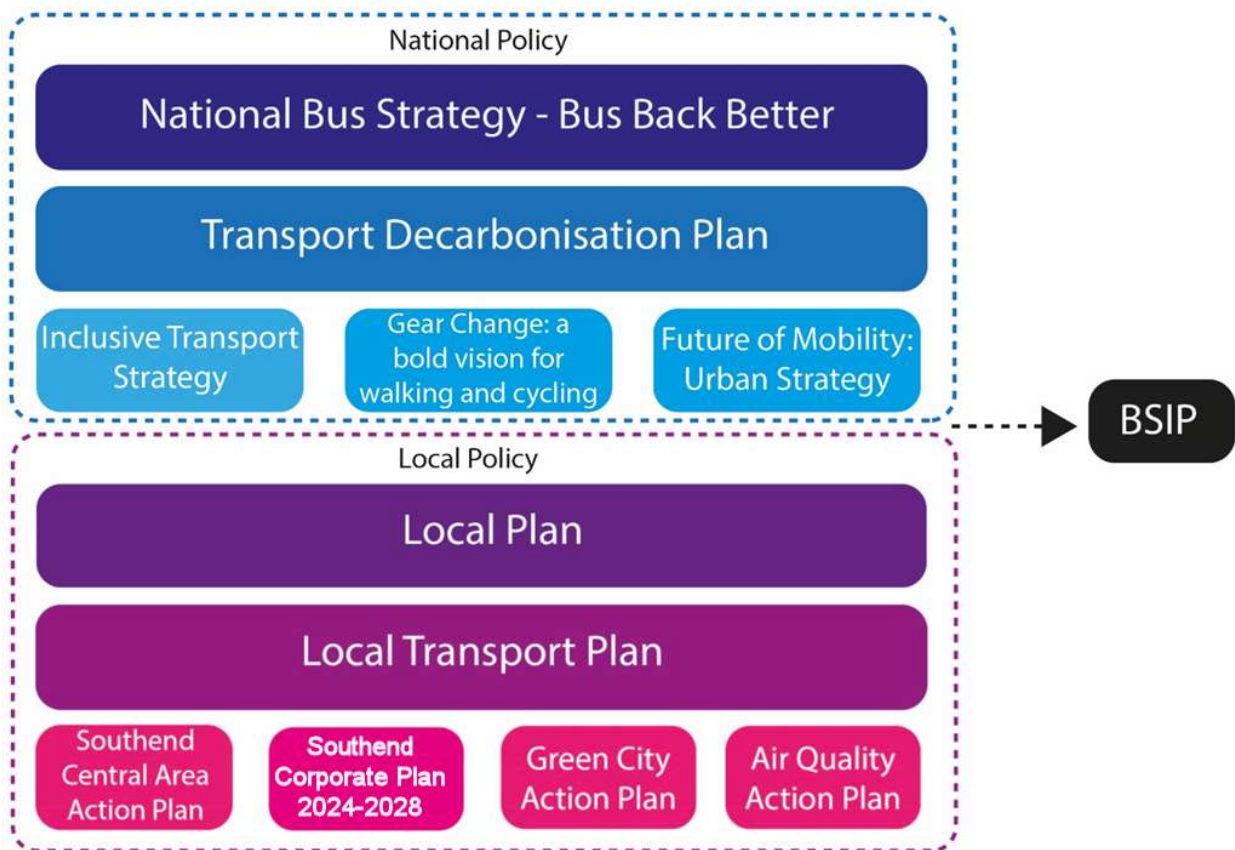 National Policy
National Bus Strategy - Bus Back Better
Transport Decarbonisation Plan
Inclusive Transport
Strategy
Gear Change: a
bold vision for
walking and cycling
Future of Mobility:
Urban Strategy
BSIP
Local Policy
Local Plan
Local Transport Plan
Southend
Central Area
Action Plan
Southend
Corporate Plan
2024-2028
Green City
Action Plan
Air Quality
Action Plan